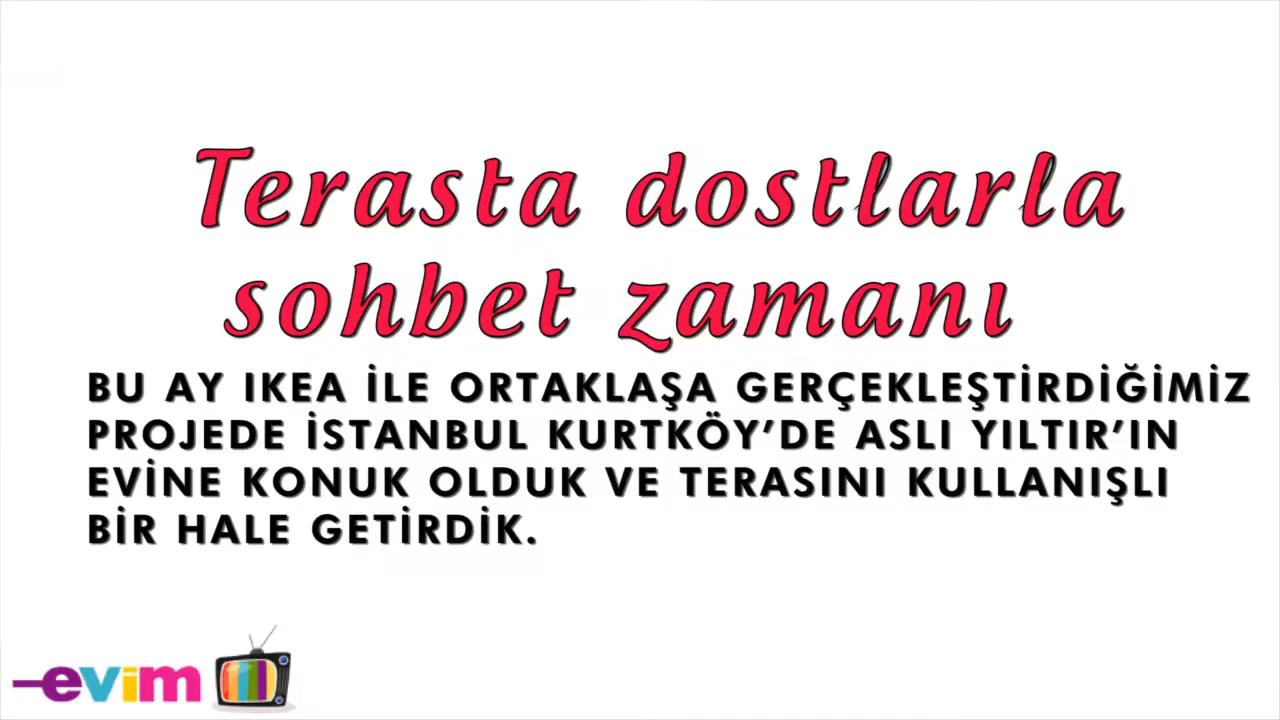 Terasta dostlarla
sohbet zamanı
BU AY IKEA İLE ORTAKLAŞA GERÇEKLEŞTİRDİĞİMİZ
PROJEDE İSTANBUL KURTKÖY’DE ASLI YILTIR’IN
EVİNE KONUK OLDUK VE TERASINI KULLANIŞLI
BİR HALE GETİRDİK.
evim